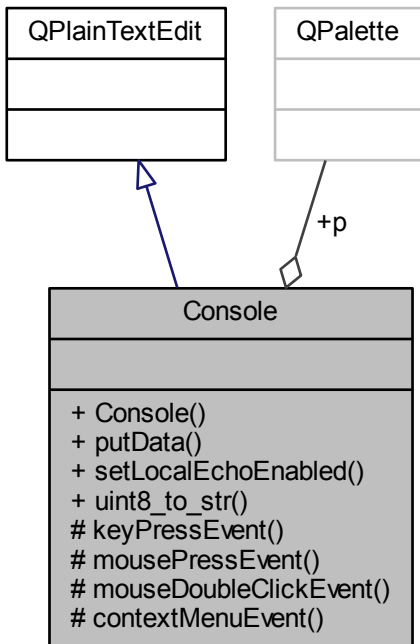 QPlainTextEdit
QPalette
+p
Console
+ Console()
+ putData()
+ setLocalEchoEnabled()
+ uint8_to_str()
# keyPressEvent()
# mousePressEvent()
# mouseDoubleClickEvent()
# contextMenuEvent()